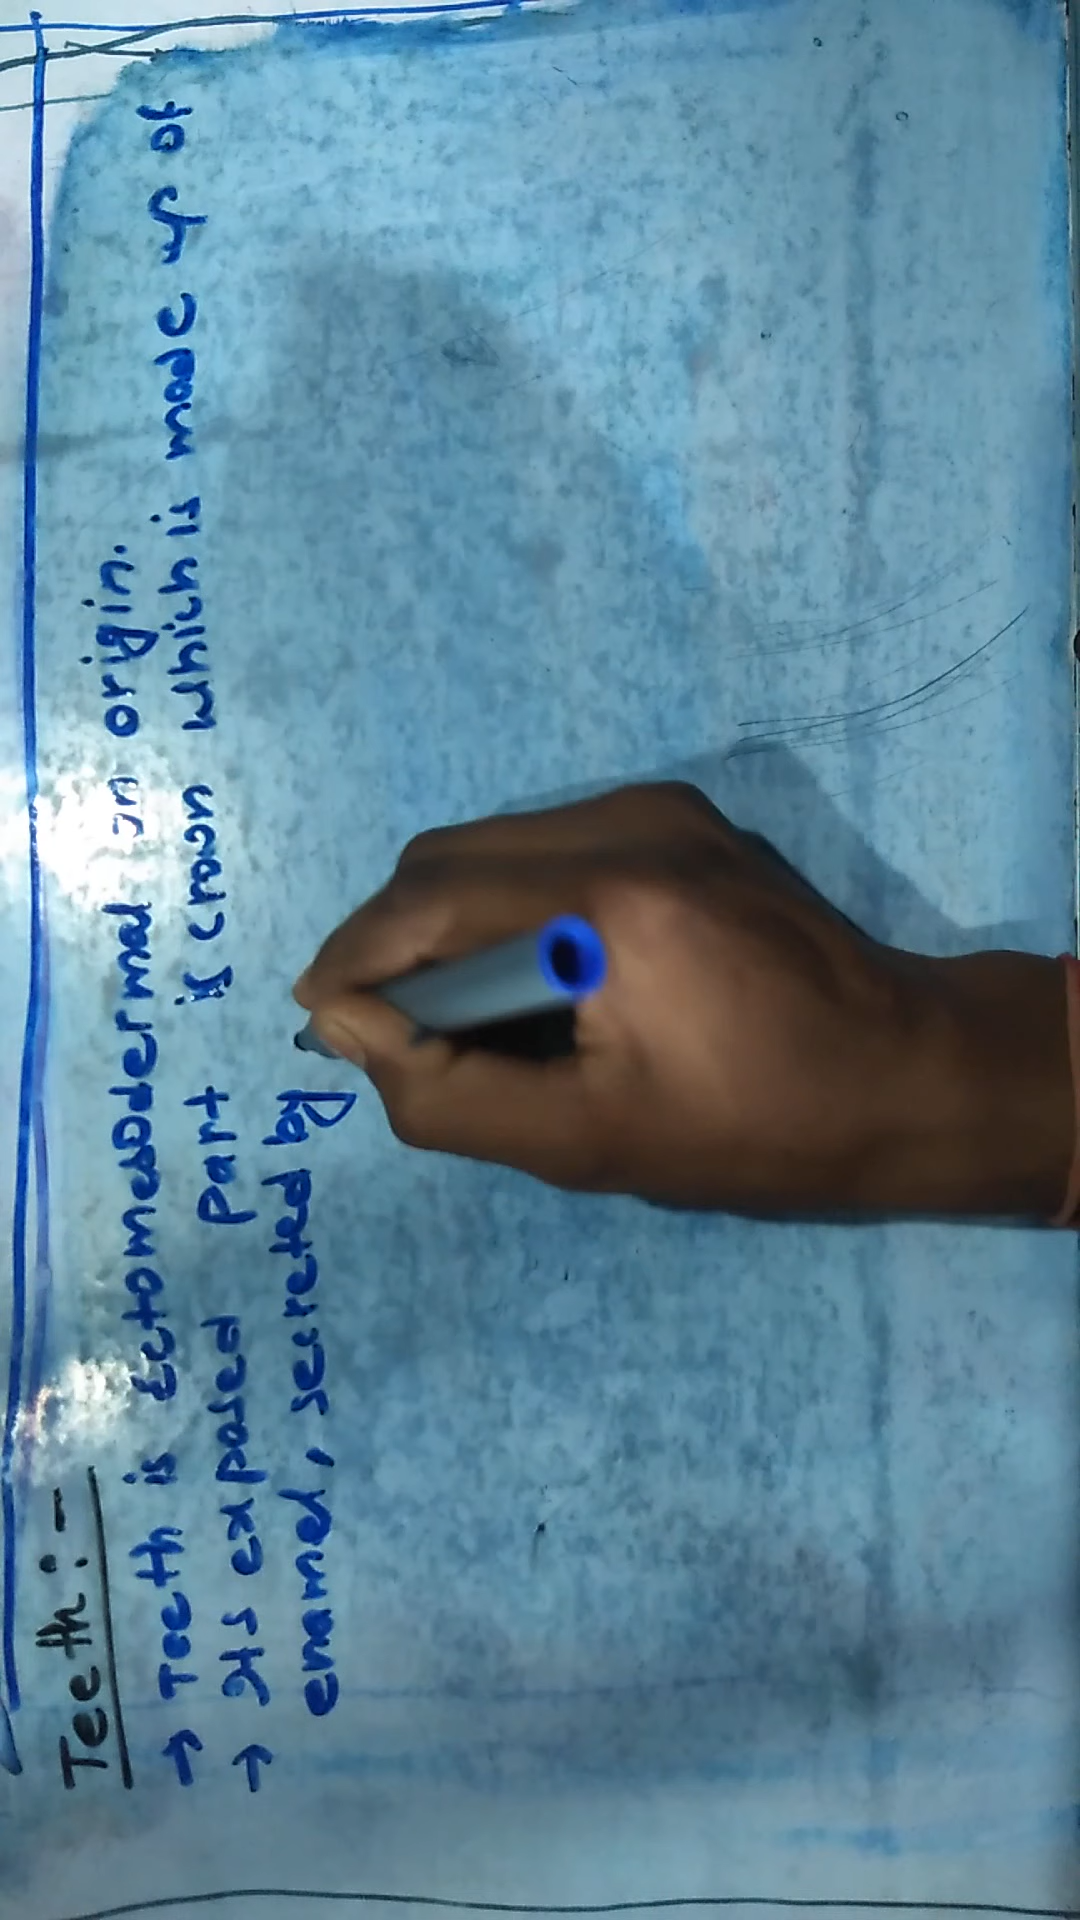 Teeth :-
→ Teeth is Ectomesodermal in origin.
→ Its exposed part is crown which is made up of
enamel, secreted by